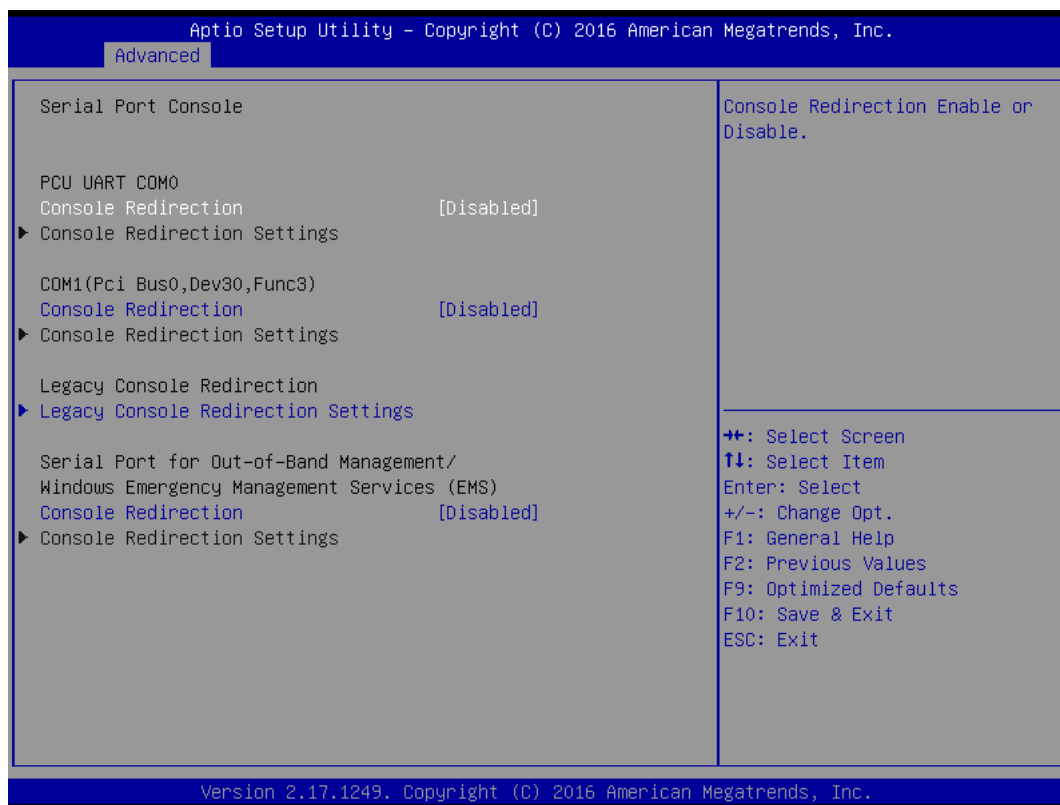 Aptio Setup Utility – Copyright (C) 2016 American Megatrends, Inc.
Advanced
Serial Port Console
PCU UART COM0
Console Redirection [Disabled]
▶ Console Redirection Settings
COM1(Pci Bus0,Dev30,Func3)
Console Redirection [Disabled]
▶ Console Redirection Settings
Legacy Console Redirection
▶ Legacy Console Redirection Settings
Serial Port for Out-of-Band Management/
Windows Emergency Management Services (EMS)
Console Redirection [Disabled]
▶ Console Redirection Settings
Console Redirection Enable or
Disable.
→←: Select Screen
↑↓: Select Item
Enter: Select
+/-: Change Opt.
F1: General Help
F2: Previous Values
F9: Optimized Defaults
F10: Save & Exit
ESC: Exit
Version 2.17.1249. Copyright (C) 2016 American Megatrends, Inc.